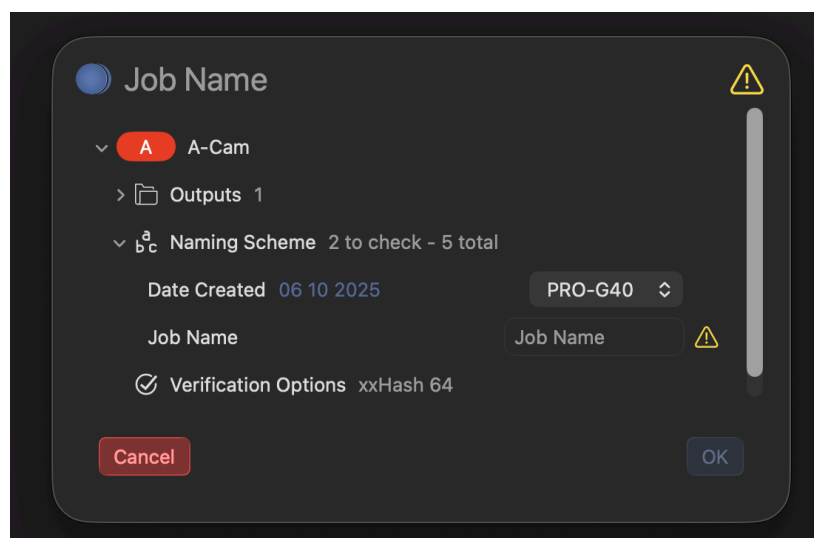 Job Name
A A-Cam
Outputs 1
Naming Scheme 2 to check - 5 total
Date Created 06 10 2025 PRO-G40
Job Name Job Name
Verification Options xxHash 64
Cancel OK